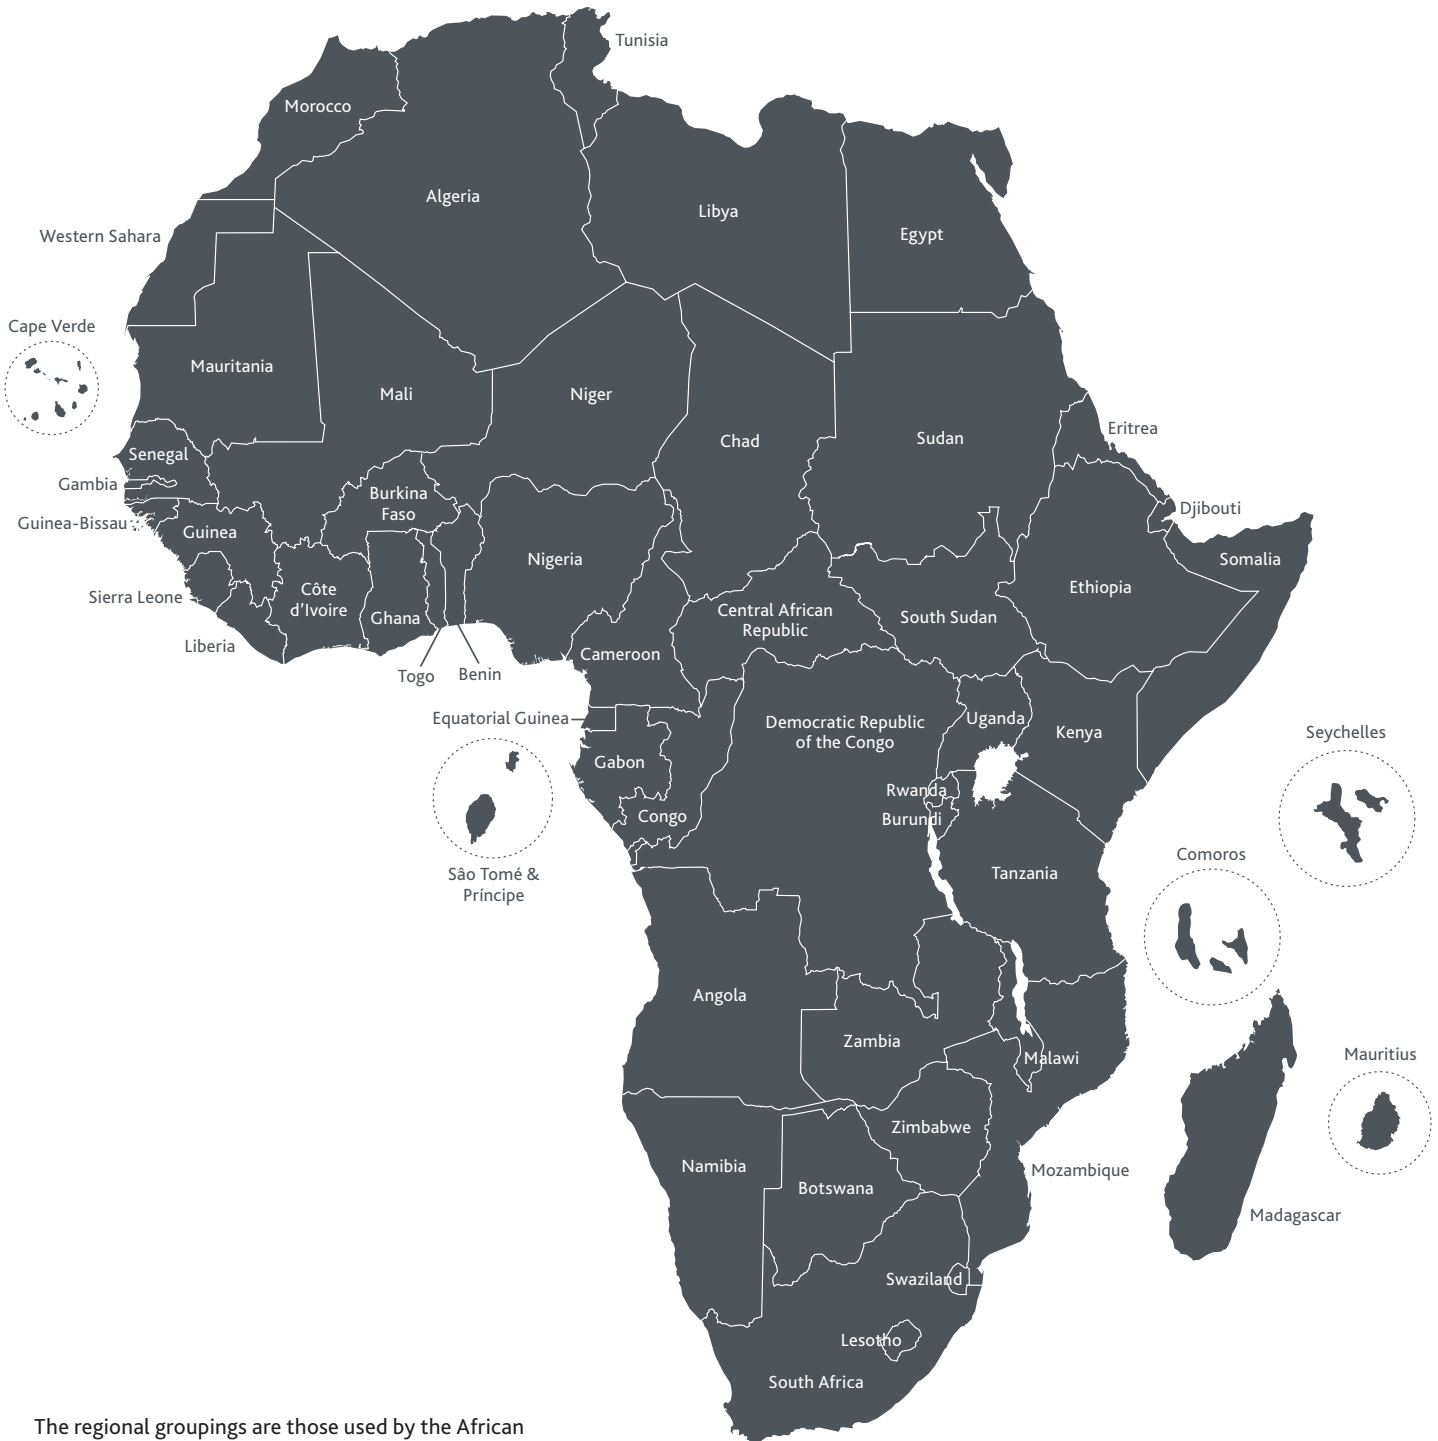 Tunisia
Morocco
Algeria
Libya
Egypt
Western Sahara
Cape Verde
Mauritania
Mali
Niger
Chad
Sudan
Eritrea
Senegal
Gambia
Guinea-Bissau
Guinea
Burkina
Faso
Djibouti
Nigeria
Somalia
Ethiopia
Sierra Leone
Côte
d’Ivoire
Ghana
Central African
Republic
South Sudan
Liberia
Togo
Benin
Cameroon
Equatorial Guinea
Democratic Republic
of the Congo
Uganda
Kenya
Seychelles
Gabon
Rwanda
Congo
Burundi
Sâo Tomé &
Príncipe
Tanzania
Comoros
Angola
Zambia
Malawi
Mauritius
Zimbabwe
Namibia
Botswana
Mozambique
Madagascar
Swaziland
Lesotho
South Africa
The regional groupings are those used by the African